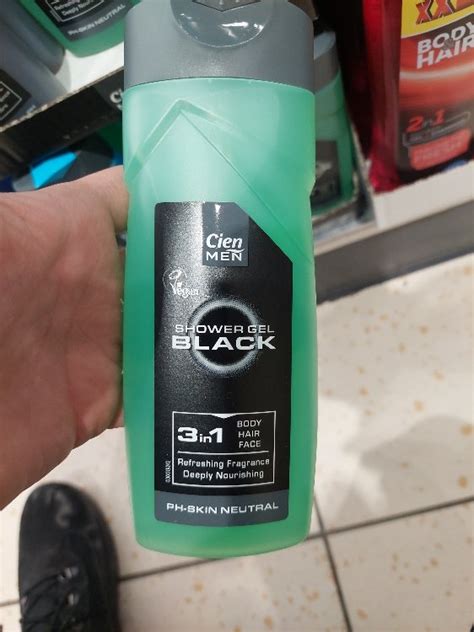 Cien
MEN
Vegan
SHOWER GEL
BLACK
3in1
BODY
HAIR
FACE
Refreshing Fragrance
Deeply Nourishing
PH-SKIN NEUTRAL
XXL
BODY
HAIR
2in1